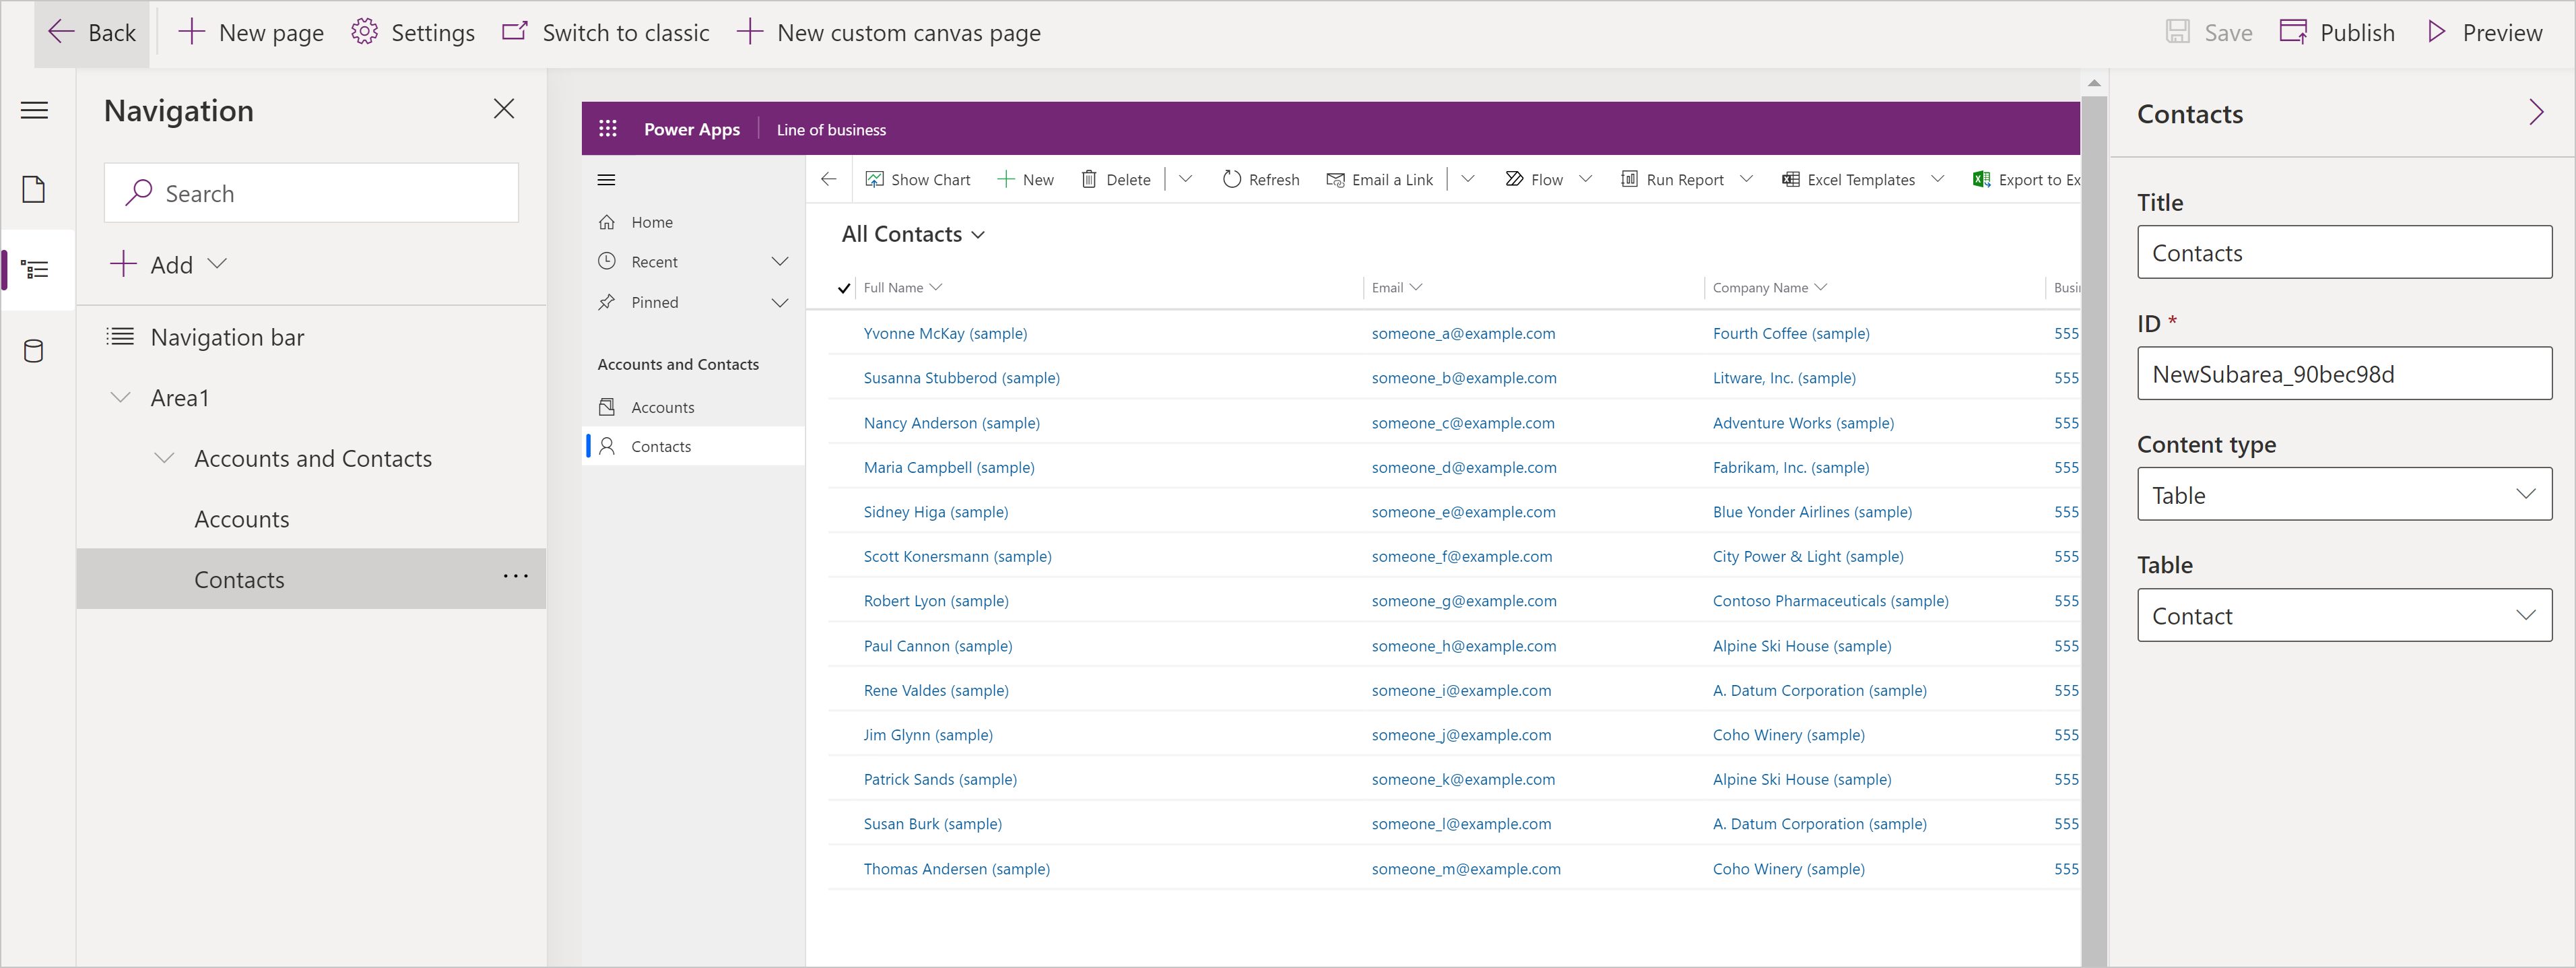 Back New page Settings Switch to classic New custom canvas page Save Publish Preview
Navigation
Search
Add
Navigation bar
Area1
Accounts and Contacts
Accounts
Contacts ...
Power Apps Line of business
Home
Recent
Pinned
Accounts and Contacts
Accounts
Contacts
Show Chart New Delete Refresh Email a Link Flow Run Report Excel Templates Export to Ex
All Contacts
Full Name Email Company Name Busi
Yvonne McKay (sample) someone_a@example.com Fourth Coffee (sample) 555
Susanna Stubberod (sample) someone_b@example.com Litware, Inc. (sample) 555
Nancy Anderson (sample) someone_c@example.com Adventure Works (sample) 555
Maria Campbell (sample) someone_d@example.com Fabrikam, Inc. (sample) 555
Sidney Higa (sample) someone_e@example.com Blue Yonder Airlines (sample) 555
Scott Konersmann (sample) someone_f@example.com City Power & Light (sample) 555
Robert Lyon (sample) someone_g@example.com Contoso Pharmaceuticals (sample) 555
Paul Cannon (sample) someone_h@example.com Alpine Ski House (sample) 555
Rene Valdes (sample) someone_i@example.com A. Datum Corporation (sample) 555
Jim Glynn (sample) someone_j@example.com Coho Winery (sample) 555
Patrick Sands (sample) someone_k@example.com Alpine Ski House (sample) 555
Susan Burk (sample) someone_l@example.com A. Datum Corporation (sample) 555
Thomas Andersen (sample) someone_m@example.com Coho Winery (sample) 555
Contacts
Title
Contacts
ID *
NewSubarea_90bec98d
Content type
Table
Table
Contact